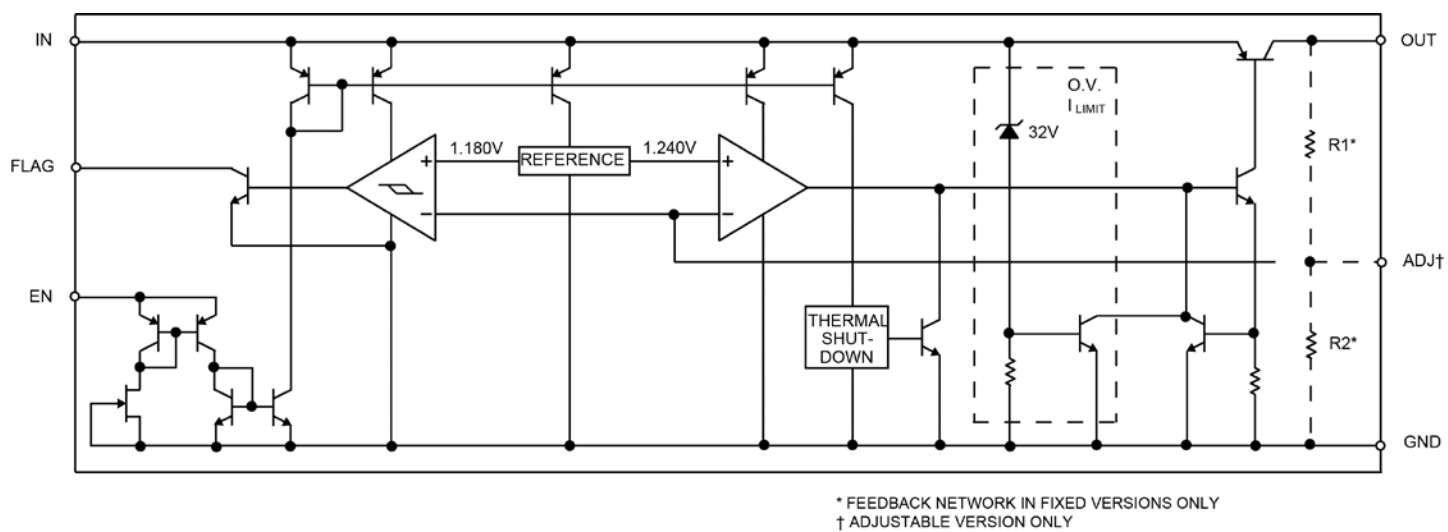 IN
OUT
O.V.
I LIMIT
32V
1.180V
REFERENCE
1.240V
+
+
R1*
FLAG
−
−
ADJ†
EN
THERMAL
SHUT-
DOWN
R2*
GND
* FEEDBACK NETWORK IN FIXED VERSIONS ONLY
† ADJUSTABLE VERSION ONLY